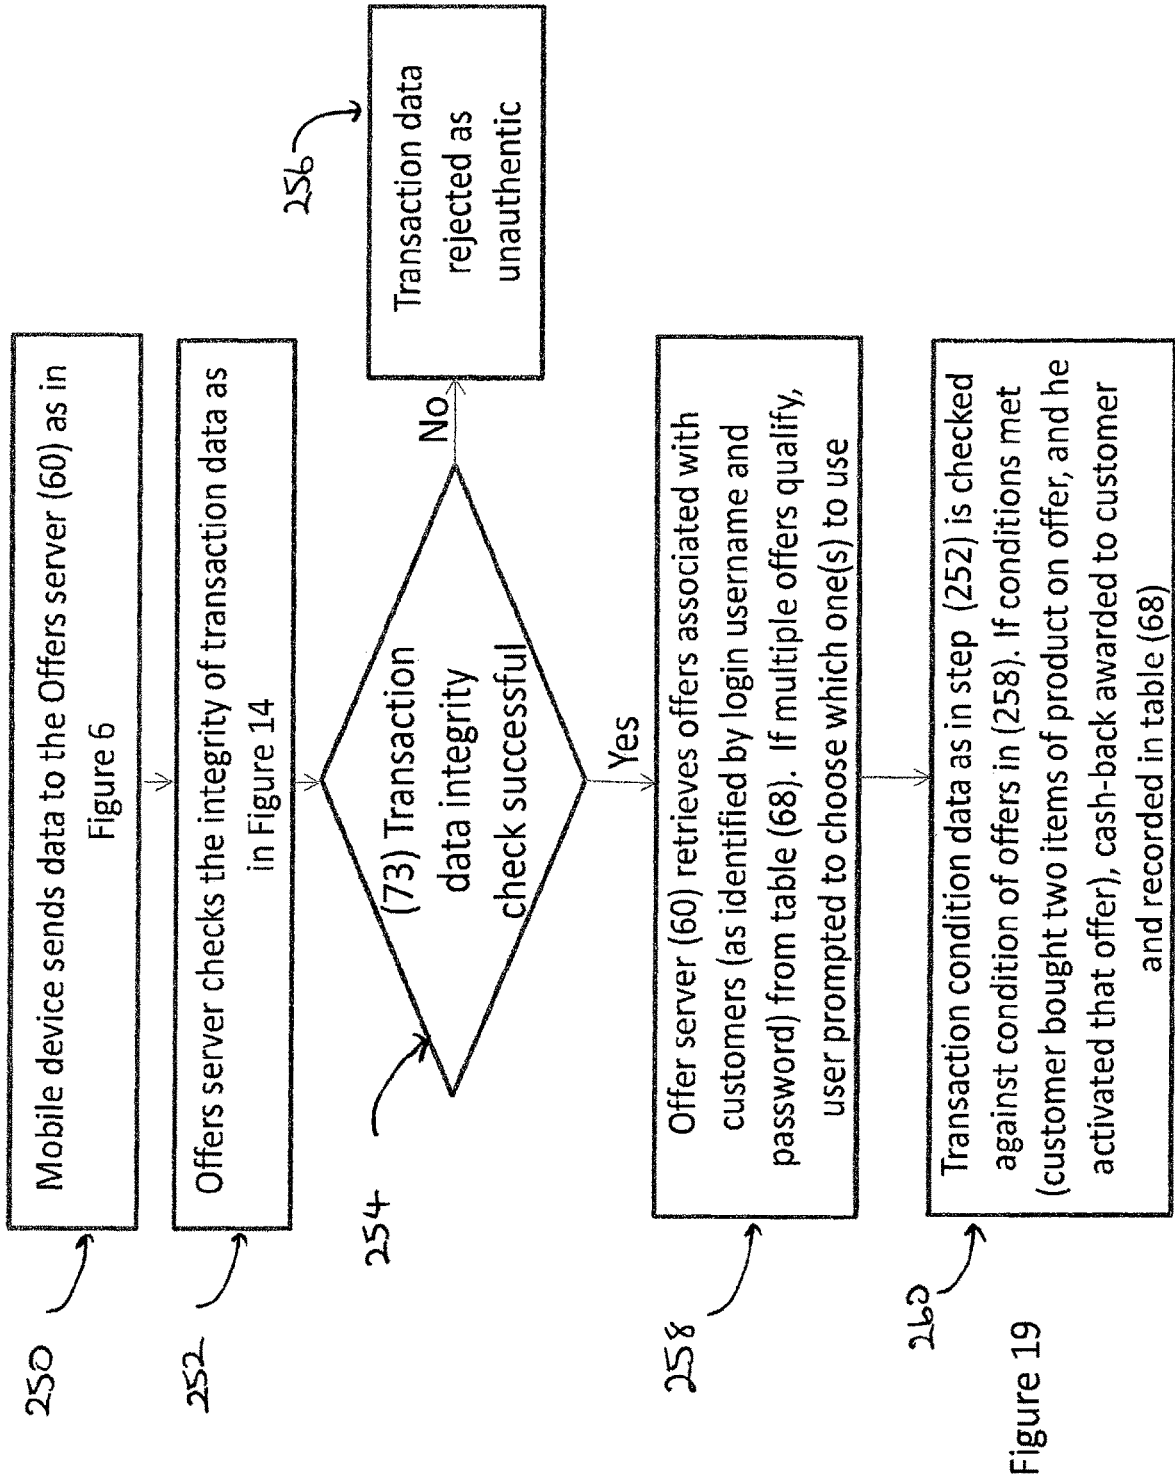 250
Mobile device sends data to the Offers server (60) as in
Figure 6
252
Offers server checks the integrity of transaction data as
in Figure 14
254
(73) Transaction
data integrity
check successful
No
256
Transaction data
rejected as
unauthentic
Yes
258
Offer server (60) retrieves offers associated with
customers (as identified by login username and
password) from table (68). If multiple offers qualify,
user prompted to choose which one(s) to use
260
Transaction condition data as in step (252) is checked
against condition of offers in (258). If conditions met
(customer bought two items of product on offer, and he
activated that offer), cash-back awarded to customer
and recorded in table (68)
Figure 19